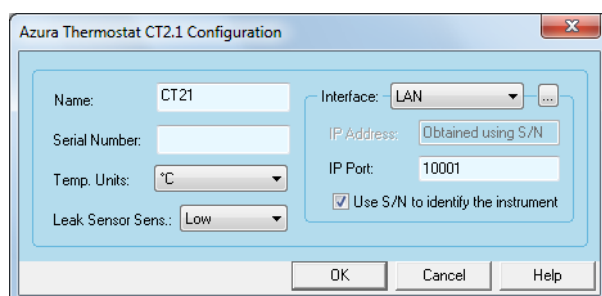 Azura Thermostat CT2.1 Configuration
Name: CT21
Serial Number:
Temp. Units: °C
Leak Sensor Sens.: Low
Interface: LAN ...
IP Address: Obtained using S/N
IP Port: 10001
Use S/N to identify the instrument
OK Cancel Help